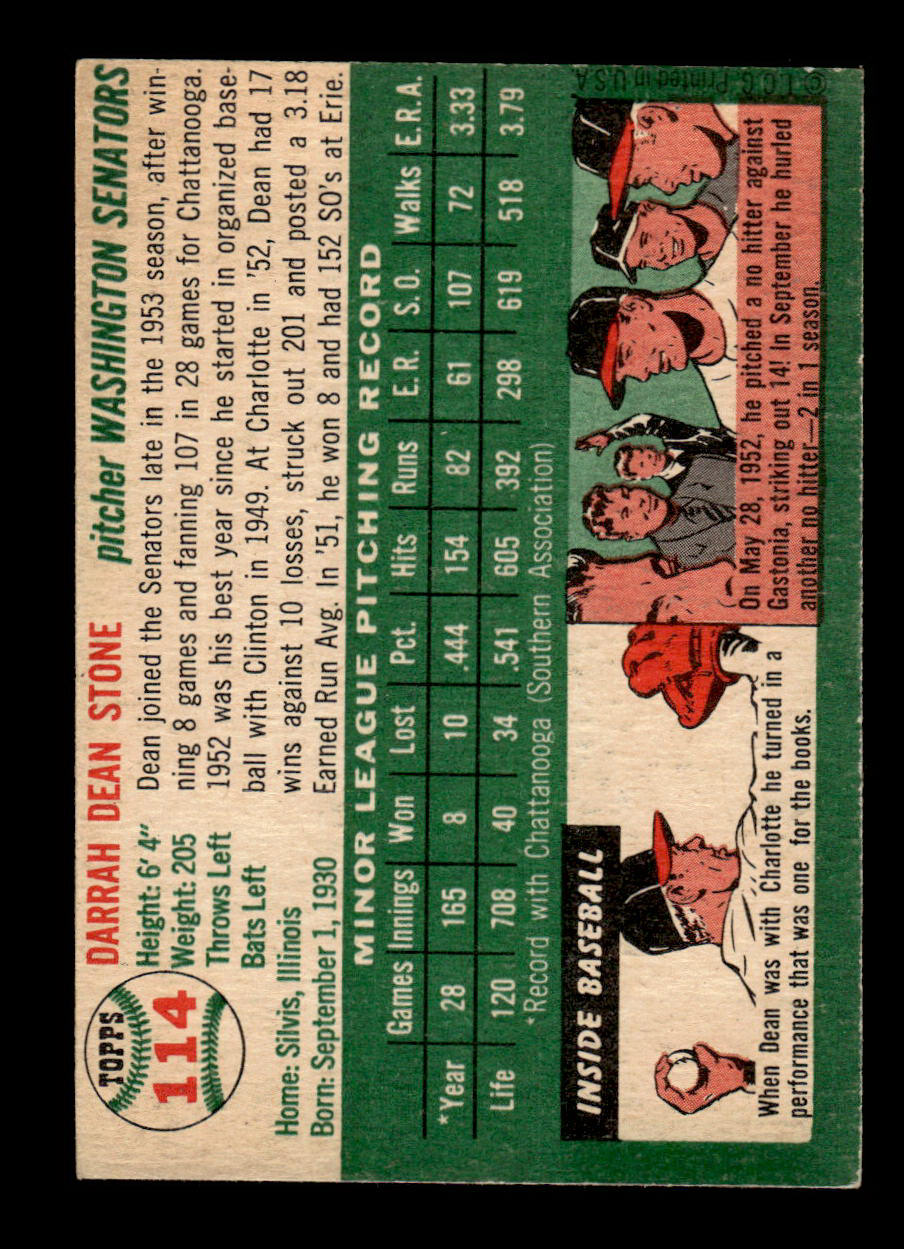 TOPPS
114
DARRAH DEAN STONE
pitcher WASHINGTON SENATORS
Height: 6' 4"
Weight: 205
Throws Left
Bats Left
Home: Silvis, Illinois
Born: September 1, 1930
Dean joined the Senators late in the 1953 season, after win-
ning 8 games and fanning 107 in 28 games for Chattanooga.
1952 was his best year since he started in organized base-
ball with Clinton in 1949. At Charlotte in '52, Dean had 17
wins against 10 losses, struck out 201 and posted a 3.18
Earned Run Avg. In '51, he won 8 and had 152 SO's at Erie.
MINOR LEAGUE PITCHING RECORD
Games Innings Won Lost Pct. Hits Runs E. R. S. O. Walks E.R.A.
*Year 28 165 8 10 .444 154 82 61 107 72 3.33
Life 120 708 40 34 .541 605 392 298 619 518 3.79
*Record with Chattanooga (Southern Association)
INSIDE BASEBALL
When Dean was with Charlotte he turned in a
performance that was one for the books.
On May 28, 1952, he pitched a no hitter against
Gastonia, striking out 14! In September he hurled
another no hitter—2 in 1 season.
© T.C.G. Printed in U.S.A.